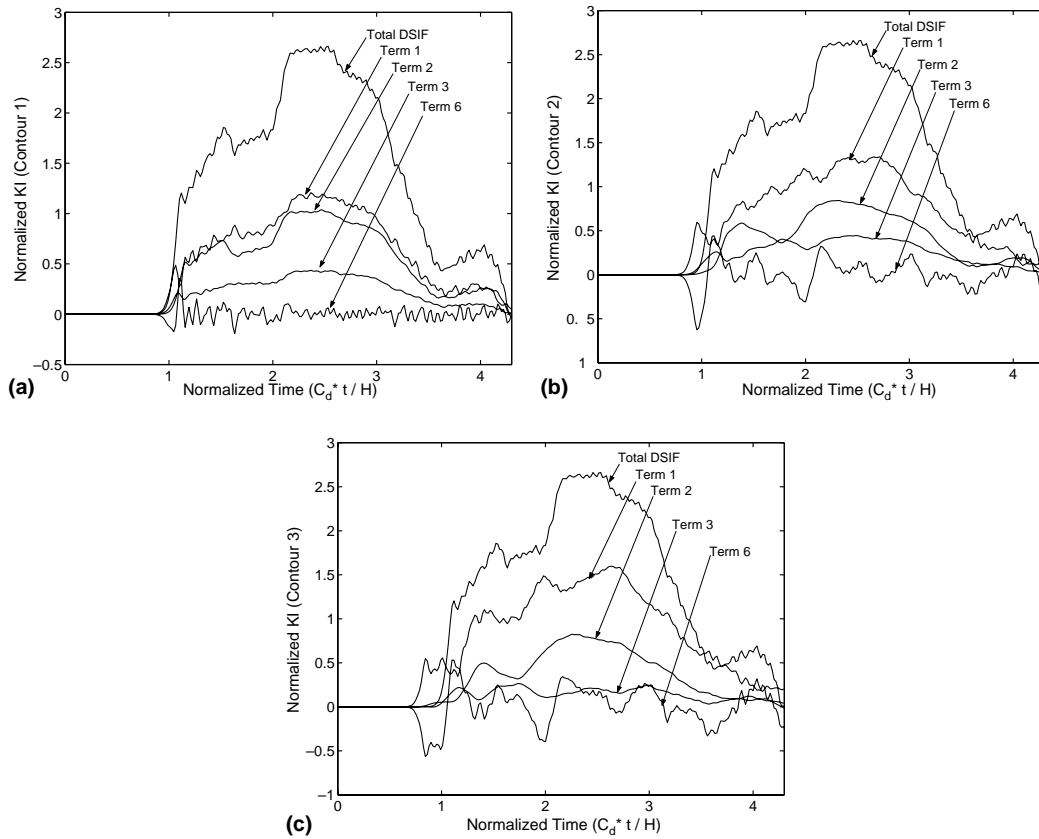 3
2.5
2
1.5
1
0.5
0
−0.5
0
1
2
3
4
Normalized KI (Contour 1)
Normalized Time (C_d* t / H)
Total DSIF
Term 1
Term 2
Term 3
Term 6
(a)
3
2.5
2
1.5
1
0.5
0
0. 5
1
0
1
2
3
4
Normalized KI (Contour 2)
Normalized Time (C_d* t / H)
Total DSIF
Term 1
Term 2
Term 3
Term 6
(b)
3
2.5
2
1.5
1
0.5
0
−0.5
−1
0
1
2
3
4
Normalized KI (Contour 3)
Normalized Time (C_d* t / H)
Total DSIF
Term 1
Term 2
Term 3
Term 6
(c)